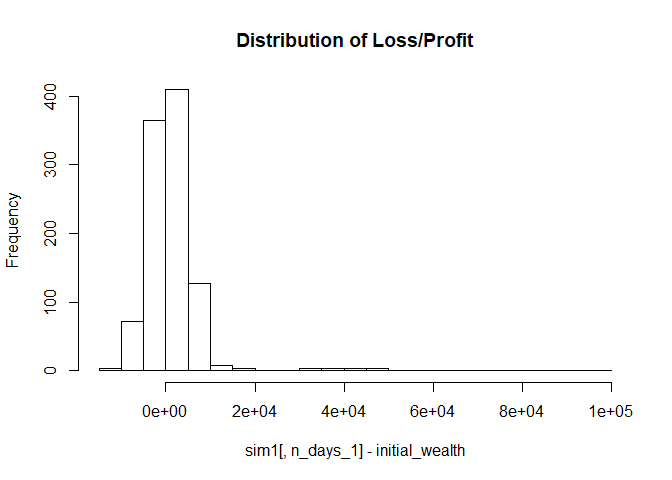 Distribution of Loss/Profit
Frequency
400
300
200
100
0
0e+00 2e+04 4e+04 6e+04 8e+04 1e+05
sim1[, n_days_1] - initial_wealth